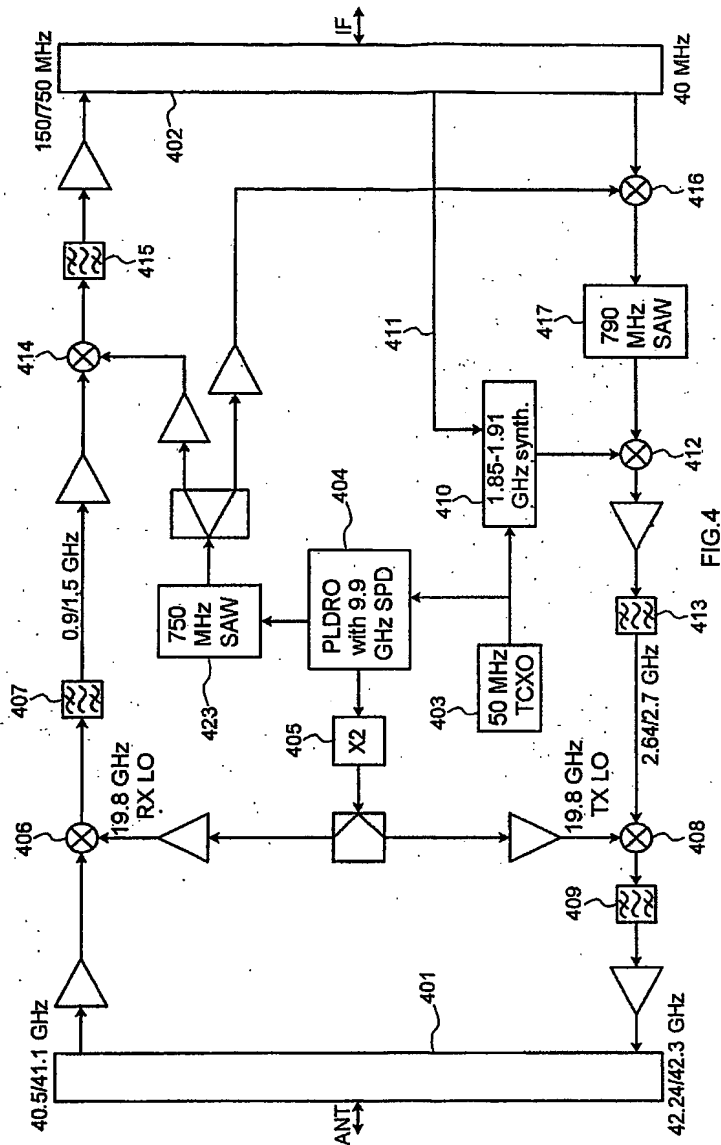 40.5/41.1 GHz
ANT
401
42.24/42.3 GHz
406
407
0.9/1.5 GHz
19.8 GHz
RX LO
414
415
150/750 MHz
402
IF
40 MHz
423
750
MHz
SAW
404
PLDRO
with 9.9
GHz SPD
405
X2
403
50 MHz
TCXO
410
1.85-1.91
GHz synth.
411
416
417
790
MHz
SAW
412
413
2.64/2.7 GHz
19.8 GHz
TX LO
408
409
FIG.4